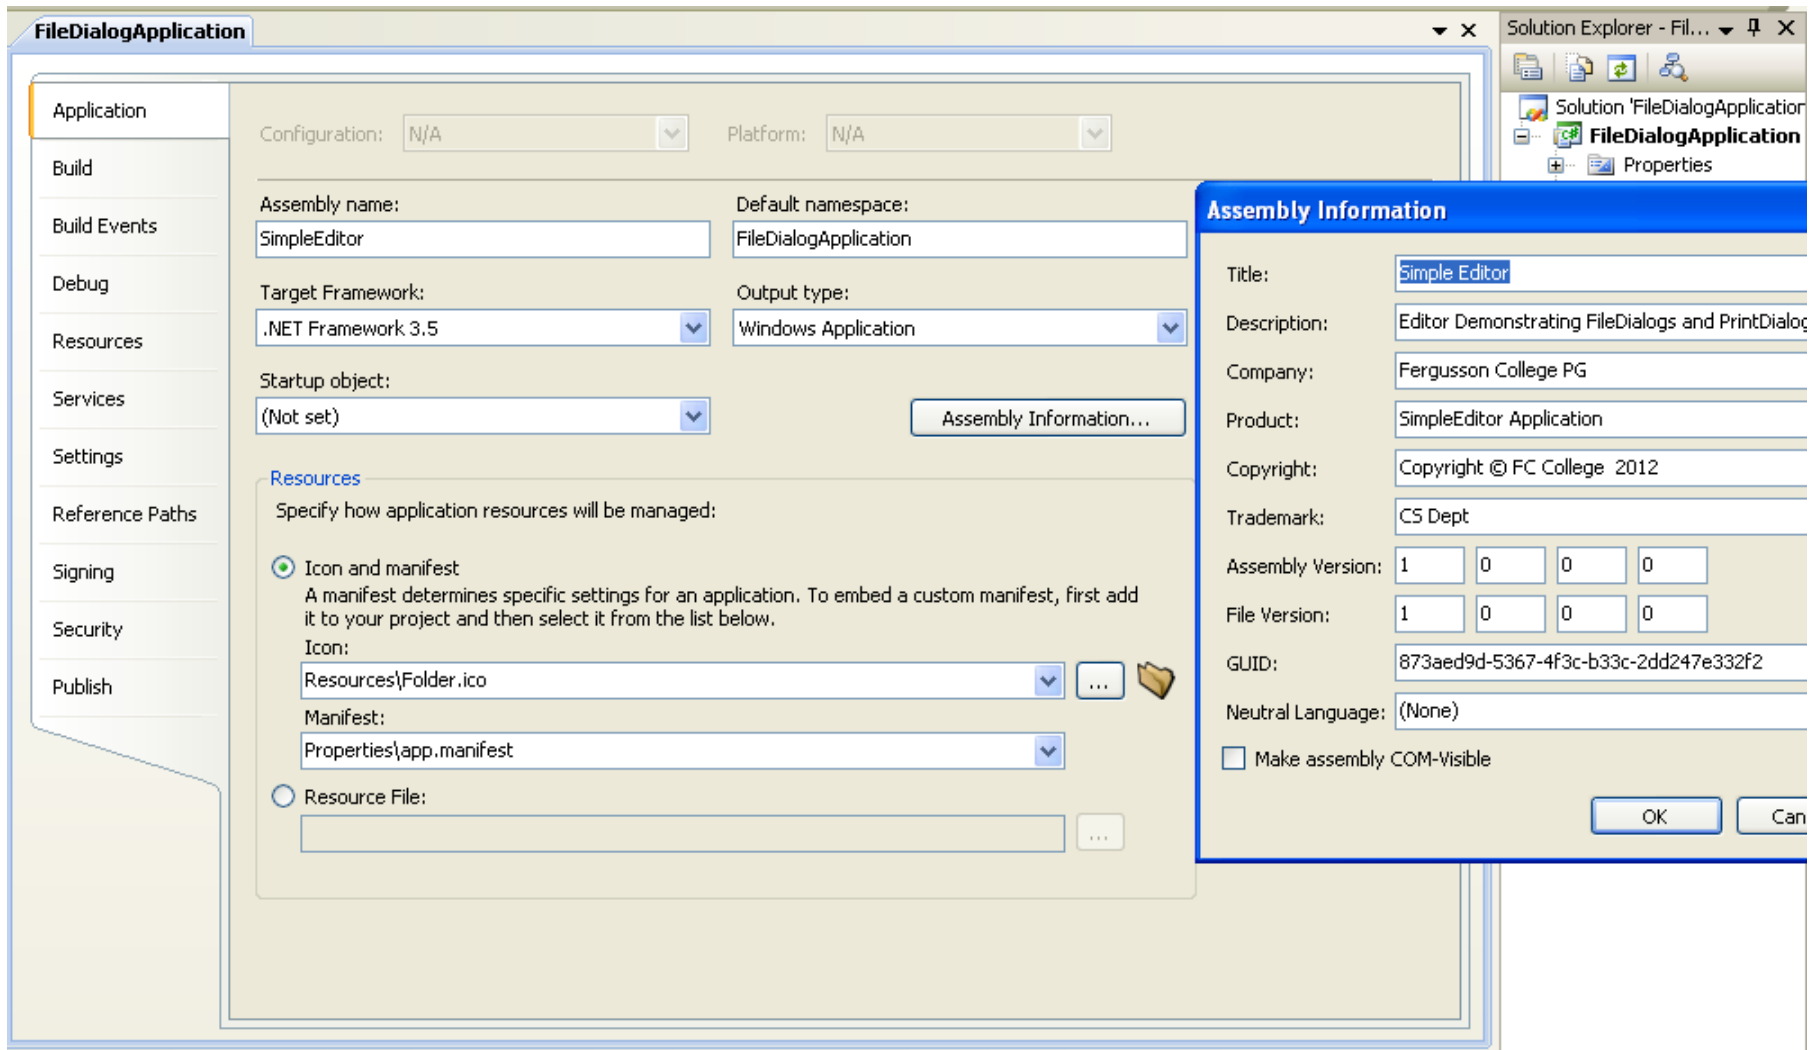 FileDialogApplication
Application
Build
Build Events
Debug
Resources
Services
Settings
Reference Paths
Signing
Security
Publish
Configuration: N/A Platform: N/A
Assembly name: Default namespace:
SimpleEditor FileDialogApplication
Target Framework: Output type:
.NET Framework 3.5 Windows Application
Startup object:
(Not set) Assembly Information...
Resources
Specify how application resources will be managed:
Icon and manifest
A manifest determines specific settings for an application. To embed a custom manifest, first add
it to your project and then select it from the list below.
Icon:
Resources\Folder.ico ...
Manifest:
Properties\app.manifest
Resource File:
...
Solution Explorer - Fil...
Solution 'FileDialogApplication
FileDialogApplication
Properties
Assembly Information
Title: Simple Editor
Description: Editor Demonstrating FileDialogs and PrintDialog
Company: Fergusson College PG
Product: SimpleEditor Application
Copyright: Copyright © FC College 2012
Trademark: CS Dept
Assembly Version: 1 0 0 0
File Version: 1 0 0 0
GUID: 873aed9d-5367-4f3c-b33c-2dd247e332f2
Neutral Language: (None)
Make assembly COM-Visible
OK Can